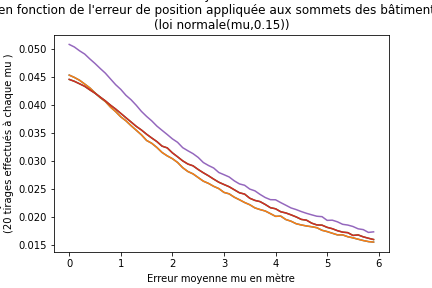 en fonction de l'erreur de position appliquée aux sommets des bâtiment
(loi normale(mu,0.15))
(20 tirages effectués à chaque mu )
0.050
0.045
0.040
0.035
0.030
0.025
0.020
0.015
0 1 2 3 4 5 6
Erreur moyenne mu en mètre